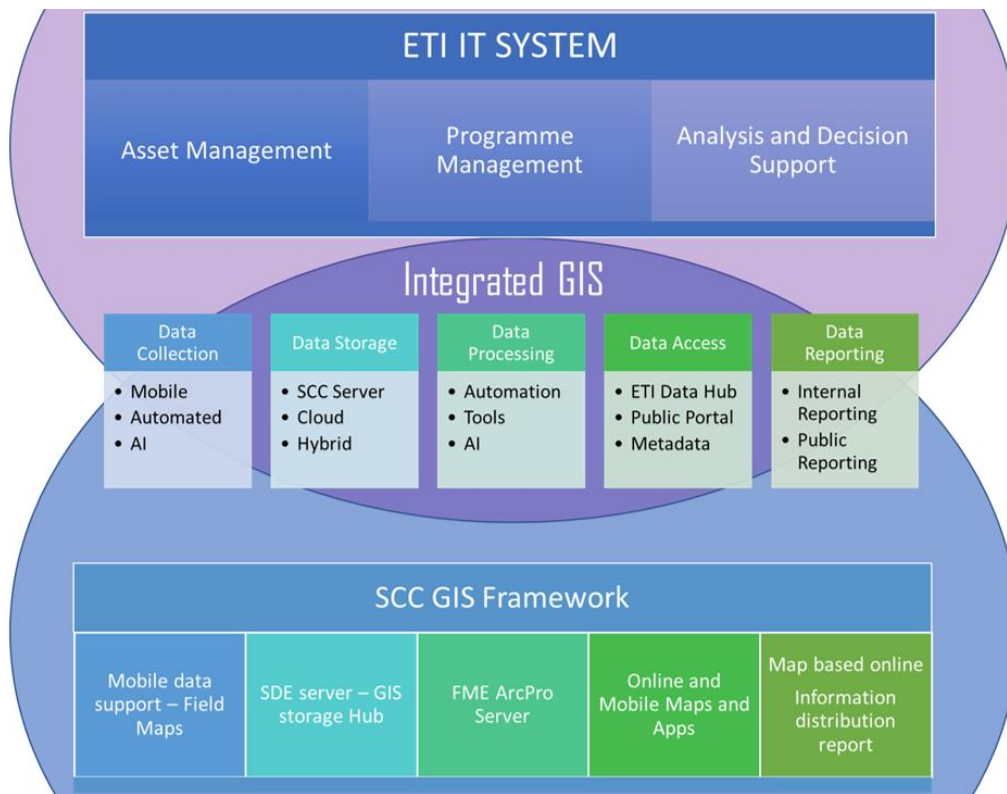 ETI IT SYSTEM
Asset Management
Programme
Management
Analysis and Decision
Support
Integrated GIS
Data
Collection
• Mobile
• Automated
• AI
Data Storage
• SCC Server
• Cloud
• Hybrid
Data
Processing
• Automation
• Tools
• AI
Data Access
• ETI Data Hub
• Public Portal
• Metadata
Data
Reporting
• Internal
Reporting
• Public
Reporting
SCC GIS Framework
Mobile data
support – Field
Maps
SDE server – GIS
storage Hub
FME ArcPro
Server
Online and
Mobile Maps and
Apps
Map based online
Information
distribution
report